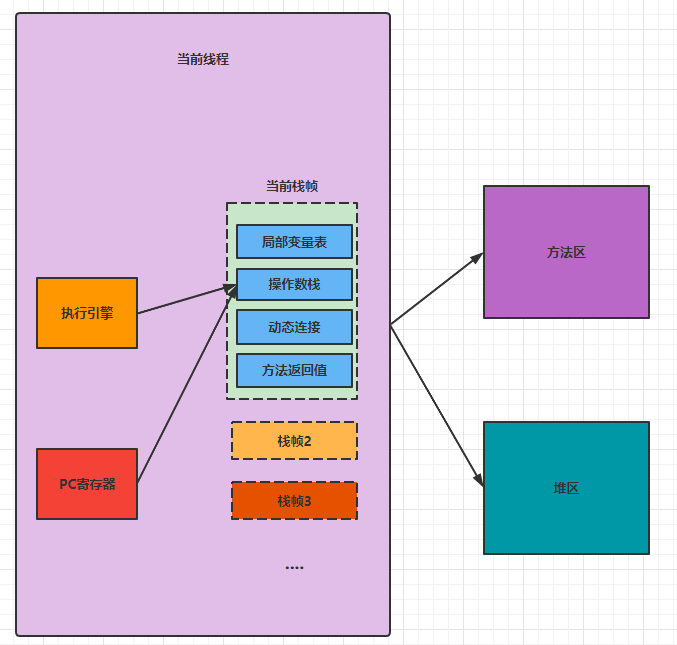 当前线程
当前栈帧
局部变量表
操作数栈
动态连接
方法返回值
执行引擎
PC寄存器
栈帧2
栈帧3
....
方法区
堆区